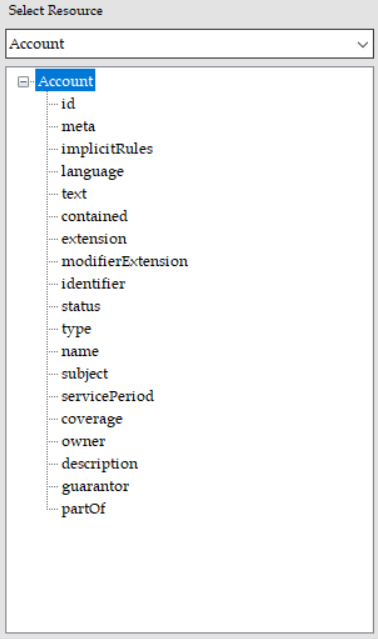 Select Resource
Account
Account
id
meta
implicitRules
language
text
contained
extension
modifierExtension
identifier
status
type
name
subject
servicePeriod
coverage
owner
description
guarantor
partOf